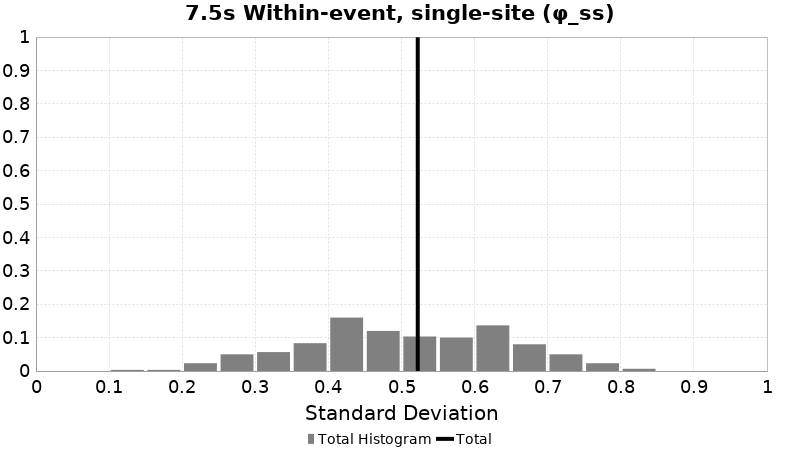 7.5s Within-event, single-site (φ_ss)
1
0.9
0.8
0.7
0.6
0.5
0.4
0.3
0.2
0.1
0
0 0.1 0.2 0.3 0.4 0.5 0.6 0.7 0.8 0.9 1
Standard Deviation
Total Histogram Total